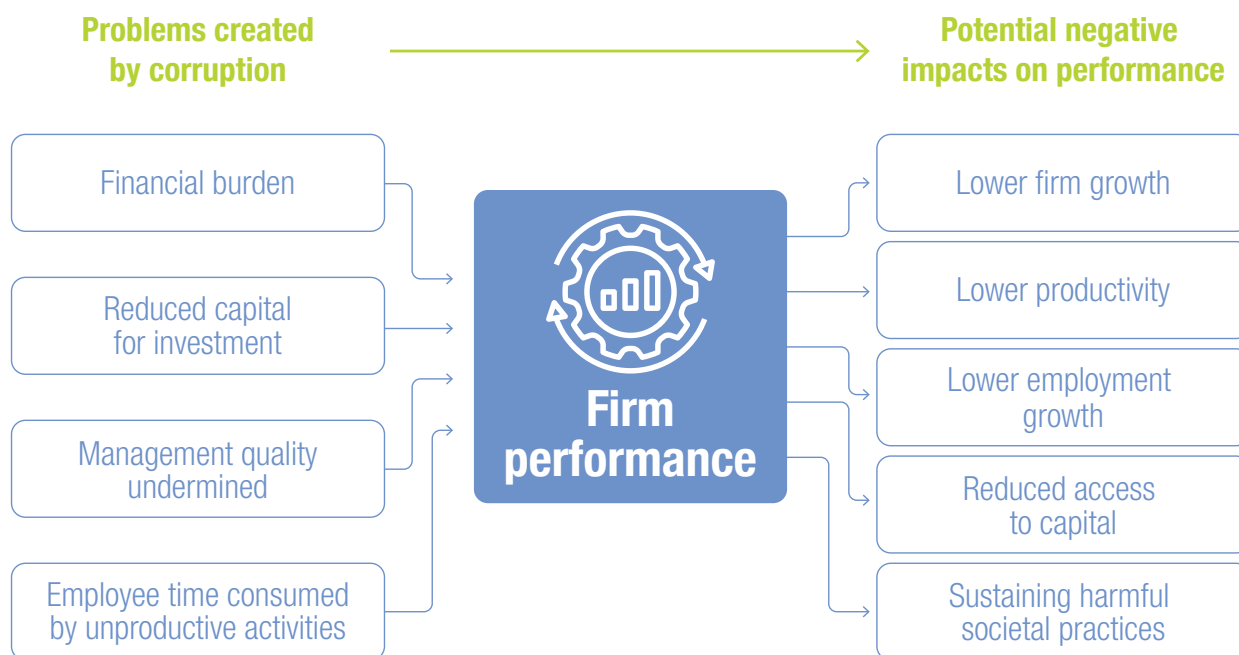 Problems created
by corruption
Potential negative
impacts on performance
Financial burden
Reduced capital
for investment
Management quality
undermined
Employee time consumed
by unproductive activities
Firm
performance
Lower firm growth
Lower productivity
Lower employment
growth
Reduced access
to capital
Sustaining harmful
societal practices